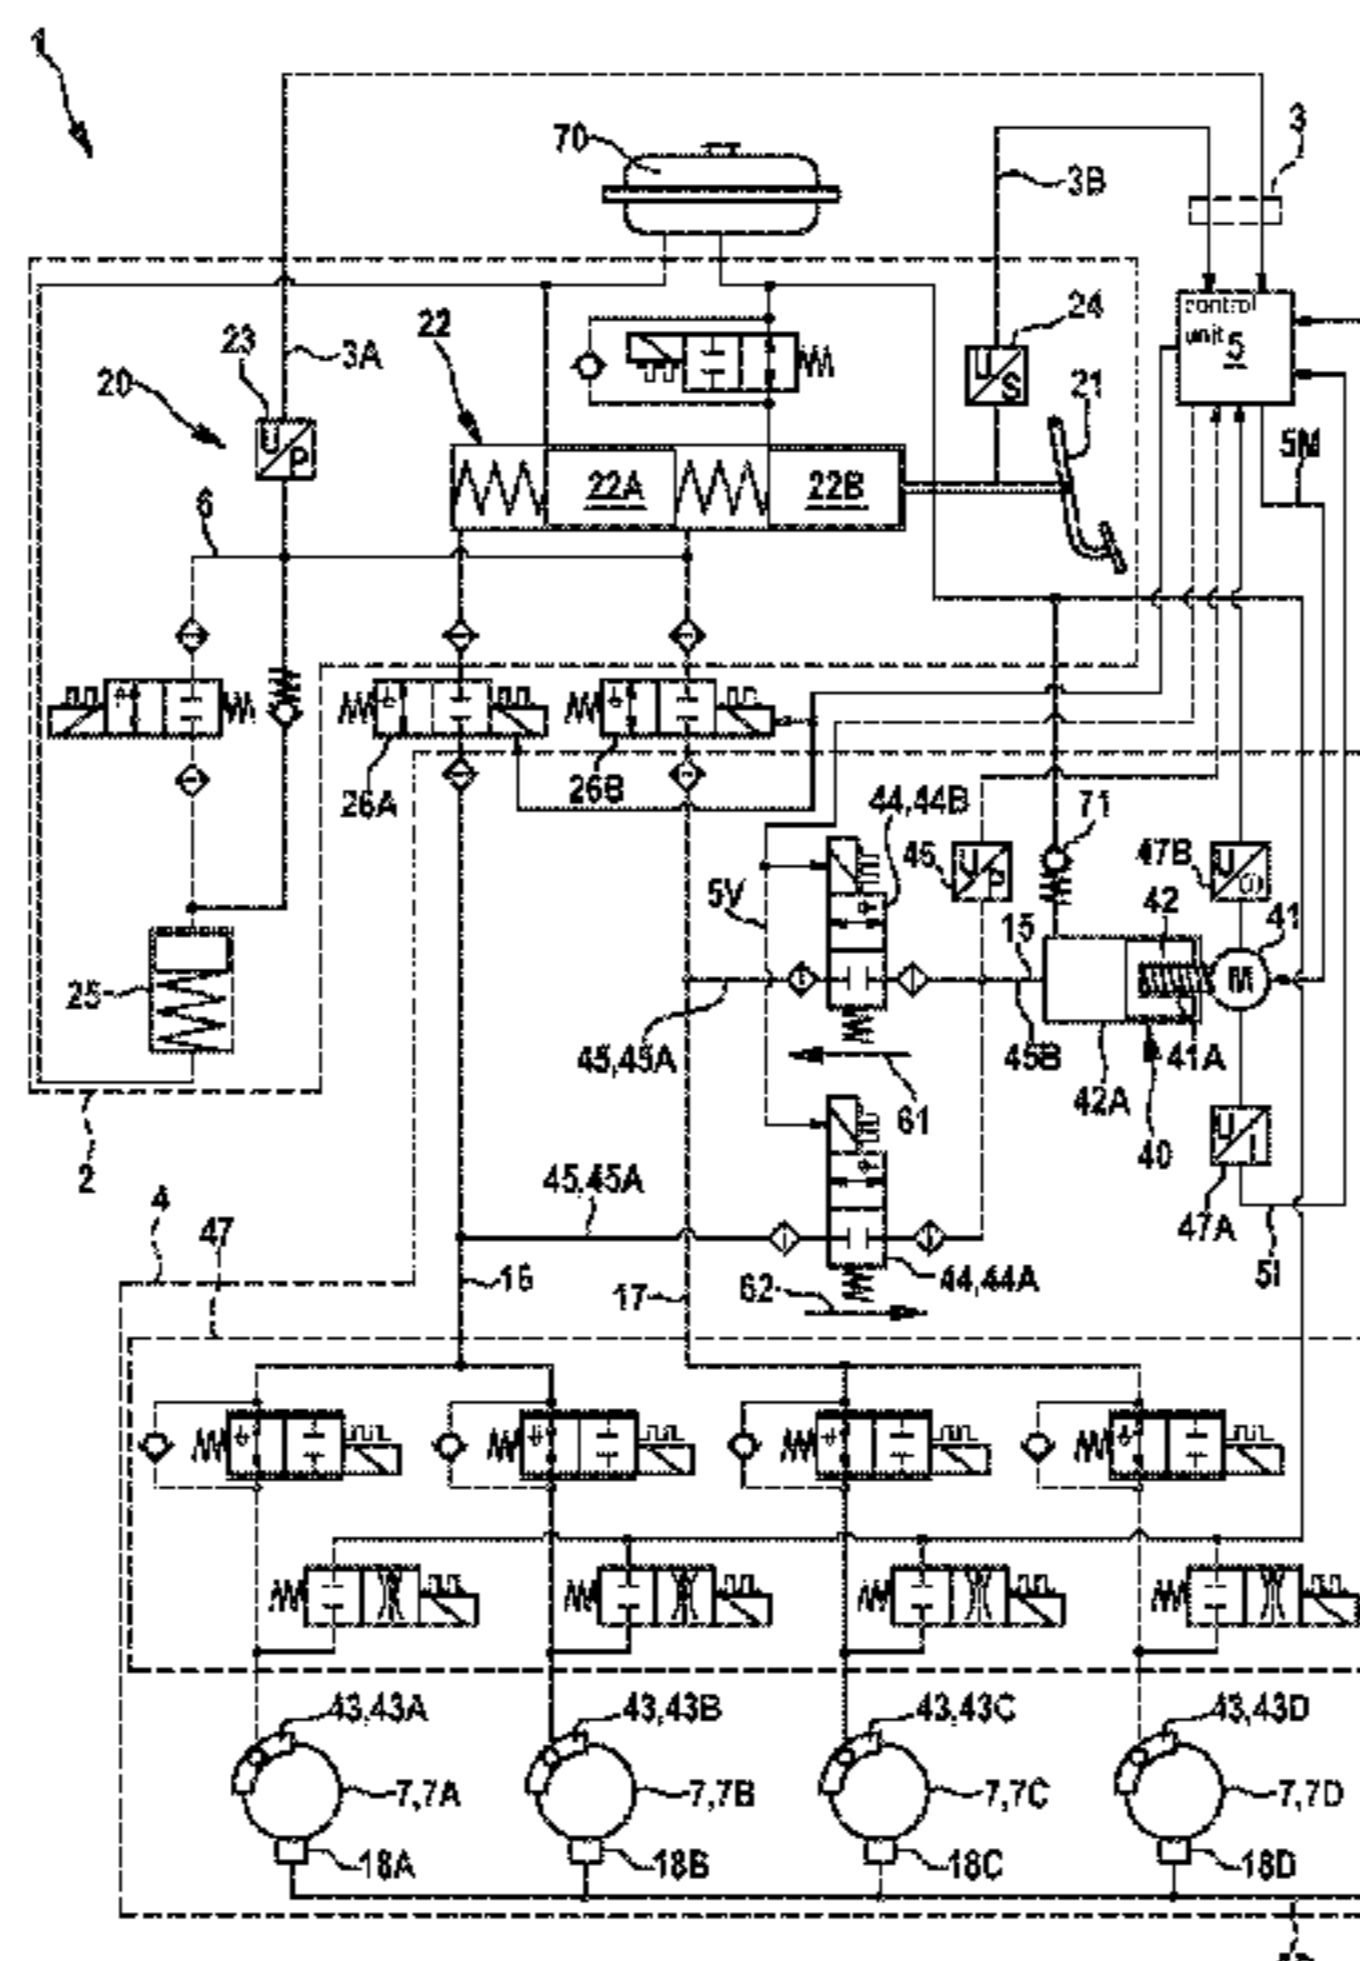 1
70
3
3B
control
unit 5
24
22
23
3A
20
21
5M
U
P
U
S
22A
22B
6
26A
26B
44,44B
71
46
U
P
47B
U
ω
5V
42
41
15
M
25
45,45A
45B
41A
42A
61
40
U
I
2
4
47
45,45A
47A
5I
16
44,44A
17
62
43,43A
43,43B
43,43C
43,43D
7,7A
7,7B
7,7C
7,7D
18A
18B
18C
18D